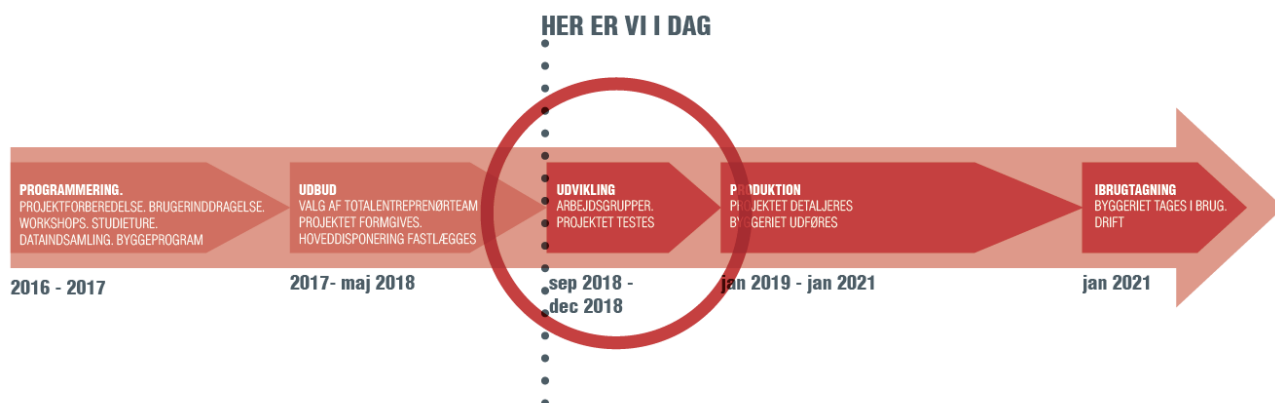 HER ER VI I DAG
PROGRAMMERING.
PROJEKTFORBEREDELSE. BRUGERINDDRAGELSE.
WORKSHOPS. STUDIETURE.
DATAINDSAMLING. BYGGEPROGRAM
2016 - 2017
UDBUD
VALG AF TOTALENTREPRENØRTEAM
PROJEKTET FORMGIVES.
HOVEDDISPONERING FASTLÆGGES
2017- maj 2018
UDVIKLING
ARBEJDSGRUPPER.
PROJEKTET TESTES
sep 2018 -
dec 2018
PRODUKTION
PROJEKTET DETALJERES
BYGGERIET UDFØRES
jan 2019 - jan 2021
IBRUGTAGNING
BYGGERIET TAGES I BRUG.
DRIFT
jan 2021